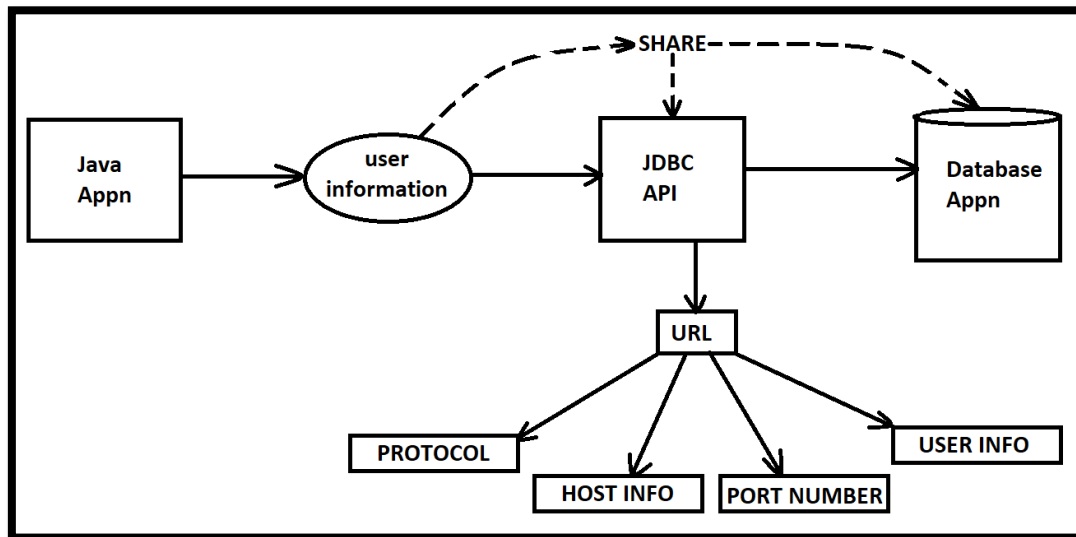 SHARE
Java
Appn
user
information
JDBC
API
Database
Appn
URL
PROTOCOL
HOST INFO
PORT NUMBER
USER INFO